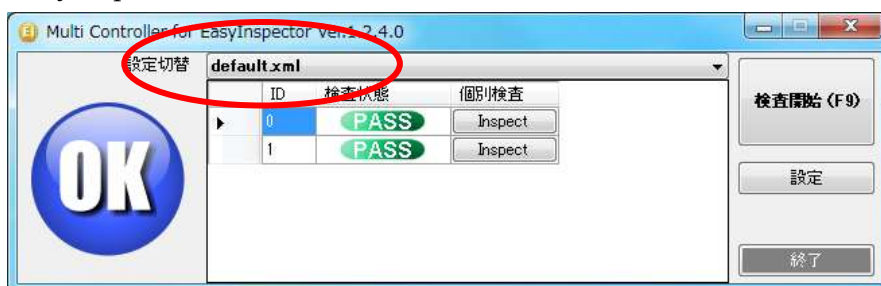 Multi Controller for EasyInspector Ver.1.2.4.0
設定切替 default.xml
ID 検査状態 個別検査
0 PASS Inspect
1 PASS Inspect
OK
検査開始 (F9)
設定
終了